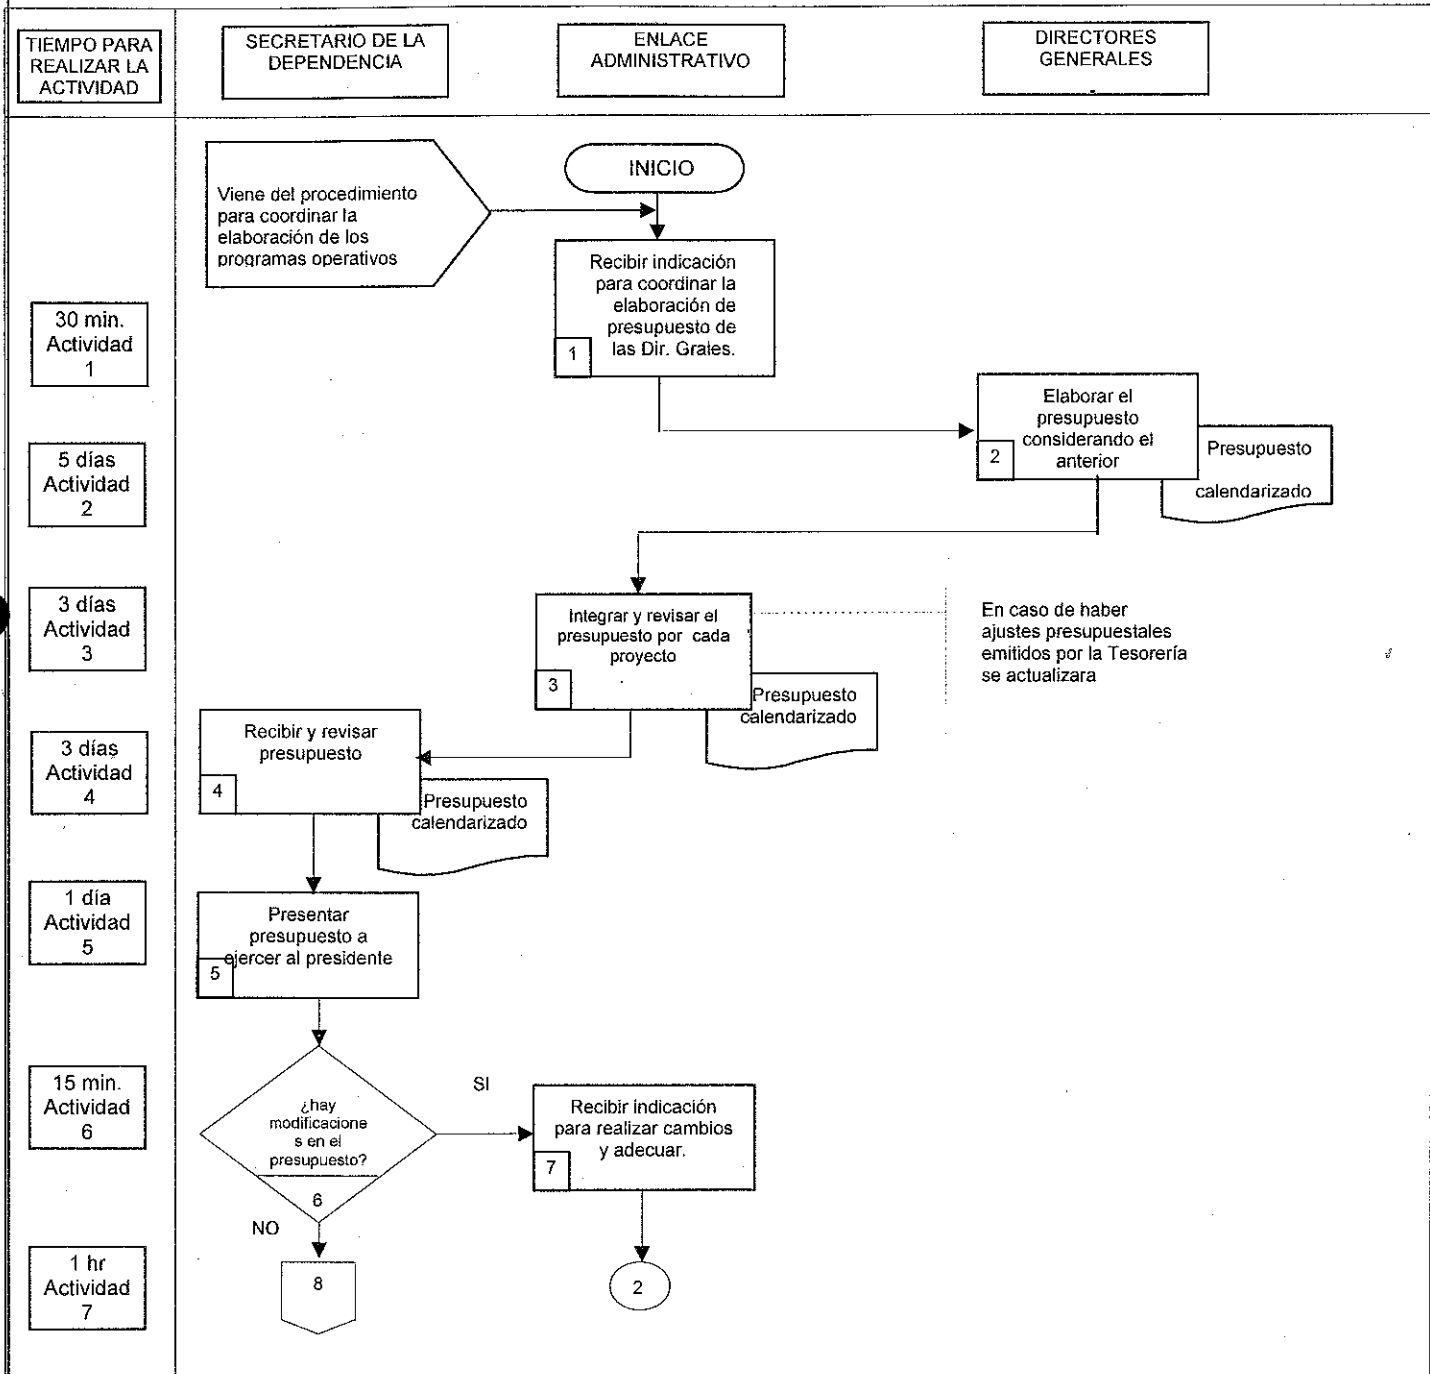 TIEMPO PARA
REALIZAR LA
ACTIVIDAD
SECRETARIO DE LA
DEPENDENCIA
ENLACE
ADMINISTRATIVO
DIRECTORES
GENERALES
INICIO
Viene del procedimiento
para coordinar la
elaboración de los
programas operativos
Recibir indicación
para coordinar la
elaboración de
presupuesto de
las Dir. Grales.
1
30 min.
Actividad
1
Elaborar el
presupuesto
considerando el
anterior
2
Presupuesto
calendarizado
5 días
Actividad
2
3 días
Actividad
3
Integrar y revisar el
presupuesto por cada
proyecto
3
Presupuesto
calendarizado
En caso de haber
ajustes presupuestales
emitidos por la Tesorería
se actualizara
3 días
Actividad
4
Recibir y revisar
presupuesto
4
Presupuesto
calendarizado
1 día
Actividad
5
Presentar
presupuesto a
ejercer al presidente
5
15 min.
Actividad
6
¿hay
modificacione
s en el
presupuesto?
6
SI
Recibir indicación
para realizar cambios
y adecuar.
7
NO
1 hr
Actividad
7
8
2